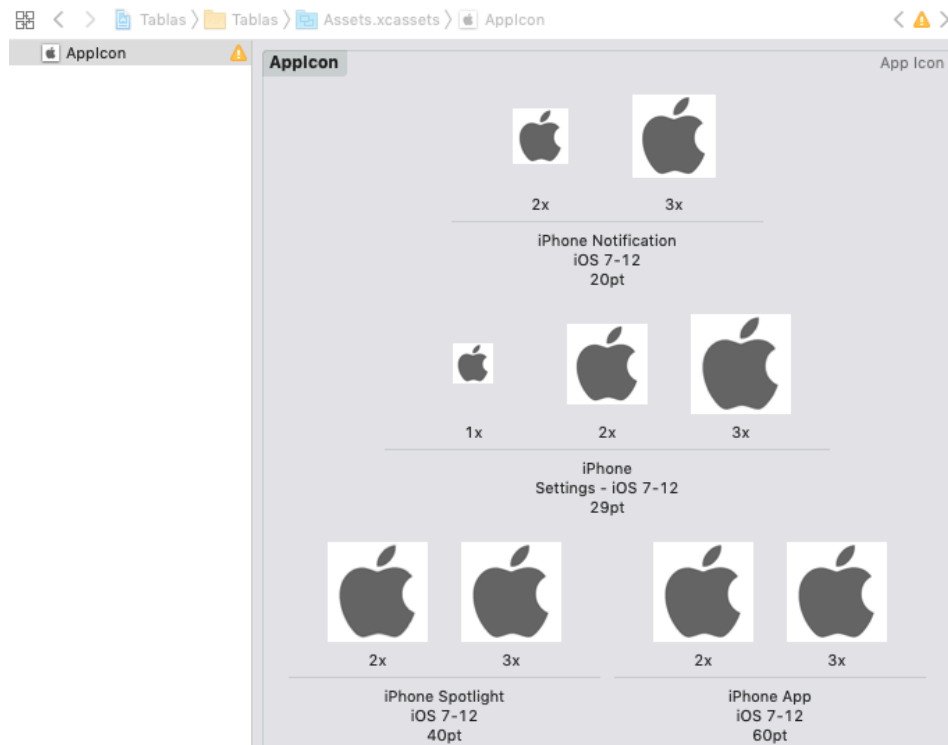 Tablas Tablas Assets.xcassets AppIcon
AppIcon
AppIcon App Icon
2x 3x
iPhone Notification
iOS 7-12
20pt
1x 2x 3x
iPhone
Settings - iOS 7-12
29pt
2x 3x
iPhone Spotlight
iOS 7-12
40pt
2x 3x
iPhone App
iOS 7-12
60pt